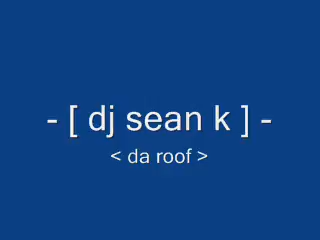 - [ dj sean k ] -
< da roof >